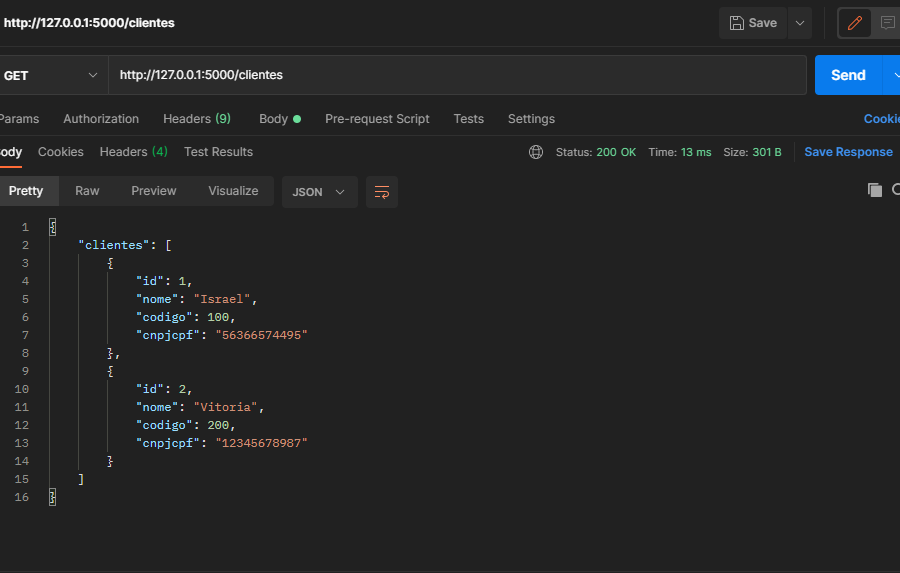 http://127.0.0.1:5000/clientes
Save
GET
http://127.0.0.1:5000/clientes
Send
Params Authorization Headers (9) Body Pre-request Script Tests Settings Cookie
ody Cookies Headers (4) Test Results Status: 200 OK Time: 13 ms Size: 301 B Save Response
Pretty Raw Preview Visualize JSON
1 {
2 "clientes": [
3 {
4 "id": 1,
5 "nome": "Israel",
6 "codigo": 100,
7 "cnpjcpf": "56366574495"
8 },
9 {
10 "id": 2,
11 "nome": "Vitoria",
12 "codigo": 200,
13 "cnpjcpf": "12345678987"
14 }
15 ]
16 }